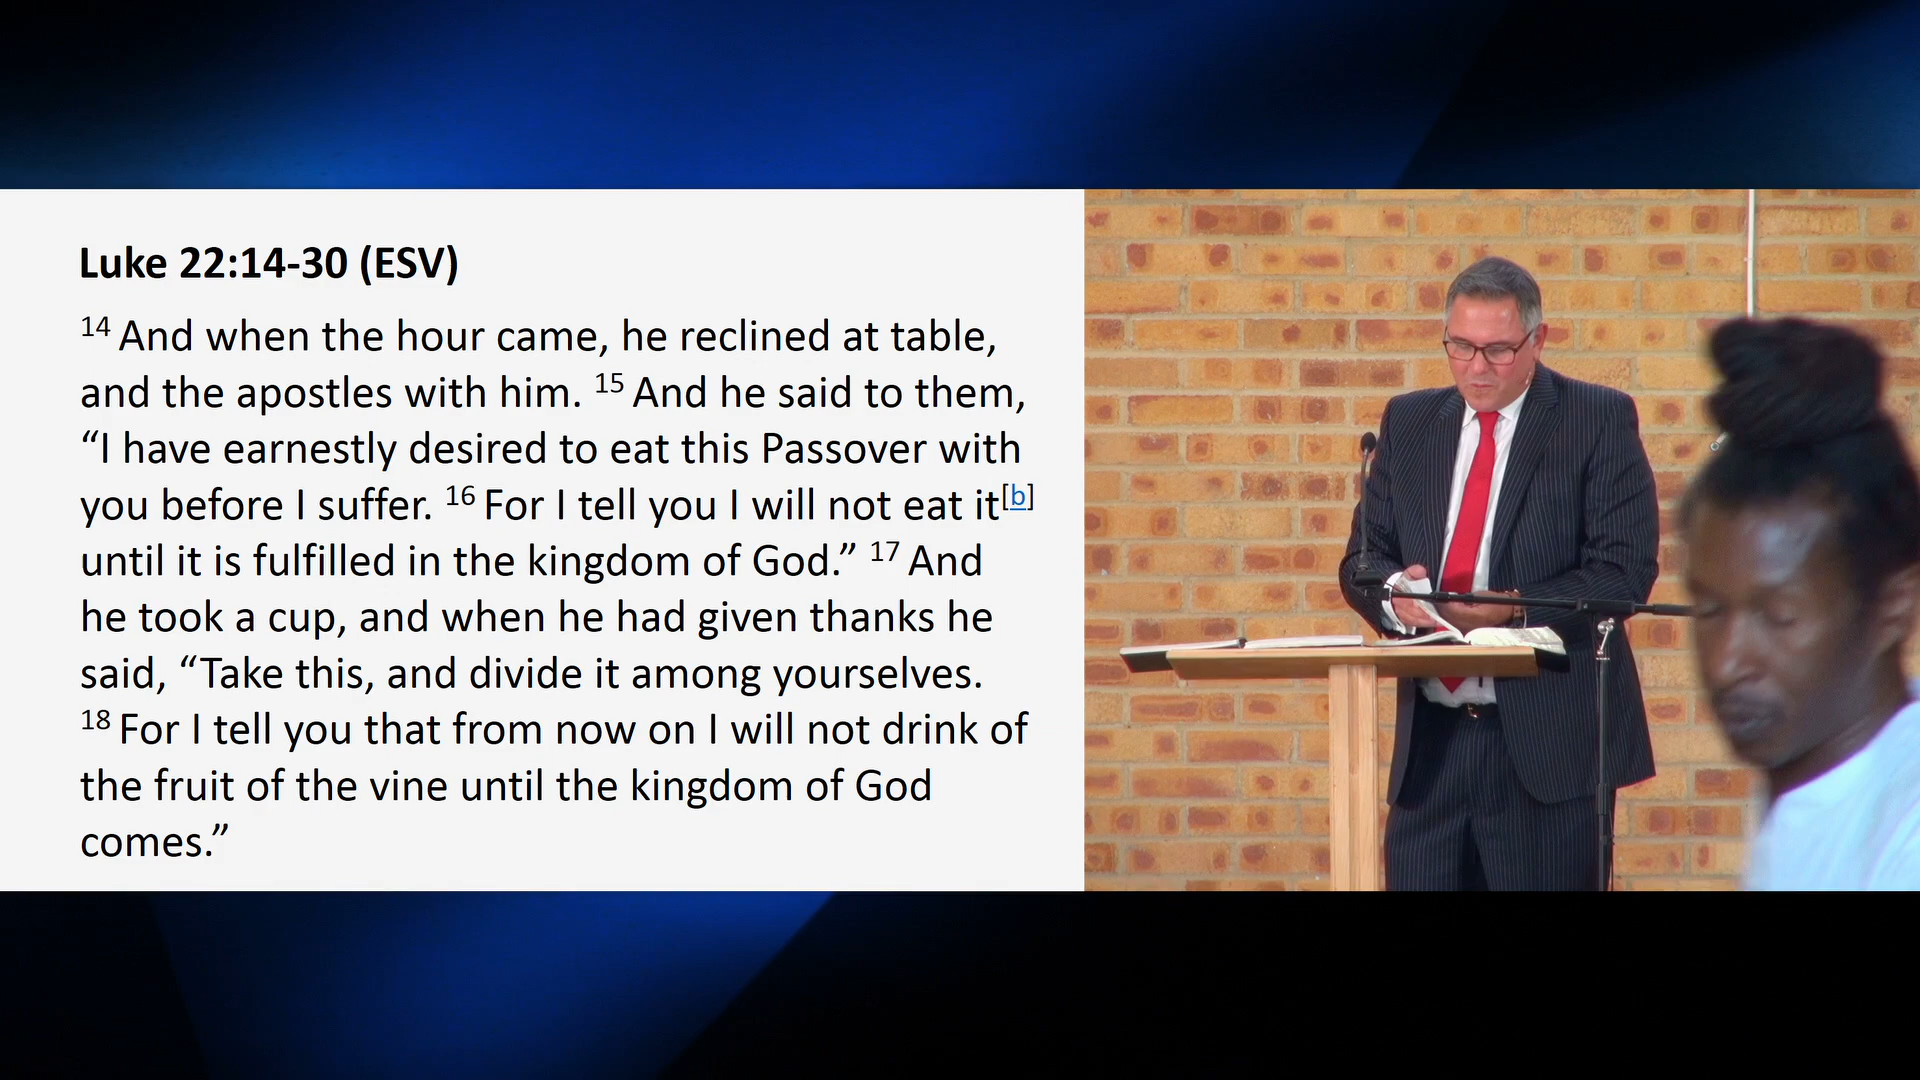 Luke 22:14-30 (ESV)
14 And when the hour came, he reclined at table,
and the apostles with him. 15 And he said to them,
“I have earnestly desired to eat this Passover with
you before I suffer. 16 For I tell you I will not eat it[b]
until it is fulfilled in the kingdom of God.” 17 And
he took a cup, and when he had given thanks he
said, “Take this, and divide it among yourselves.
18 For I tell you that from now on I will not drink of
the fruit of the vine until the kingdom of God
comes.”